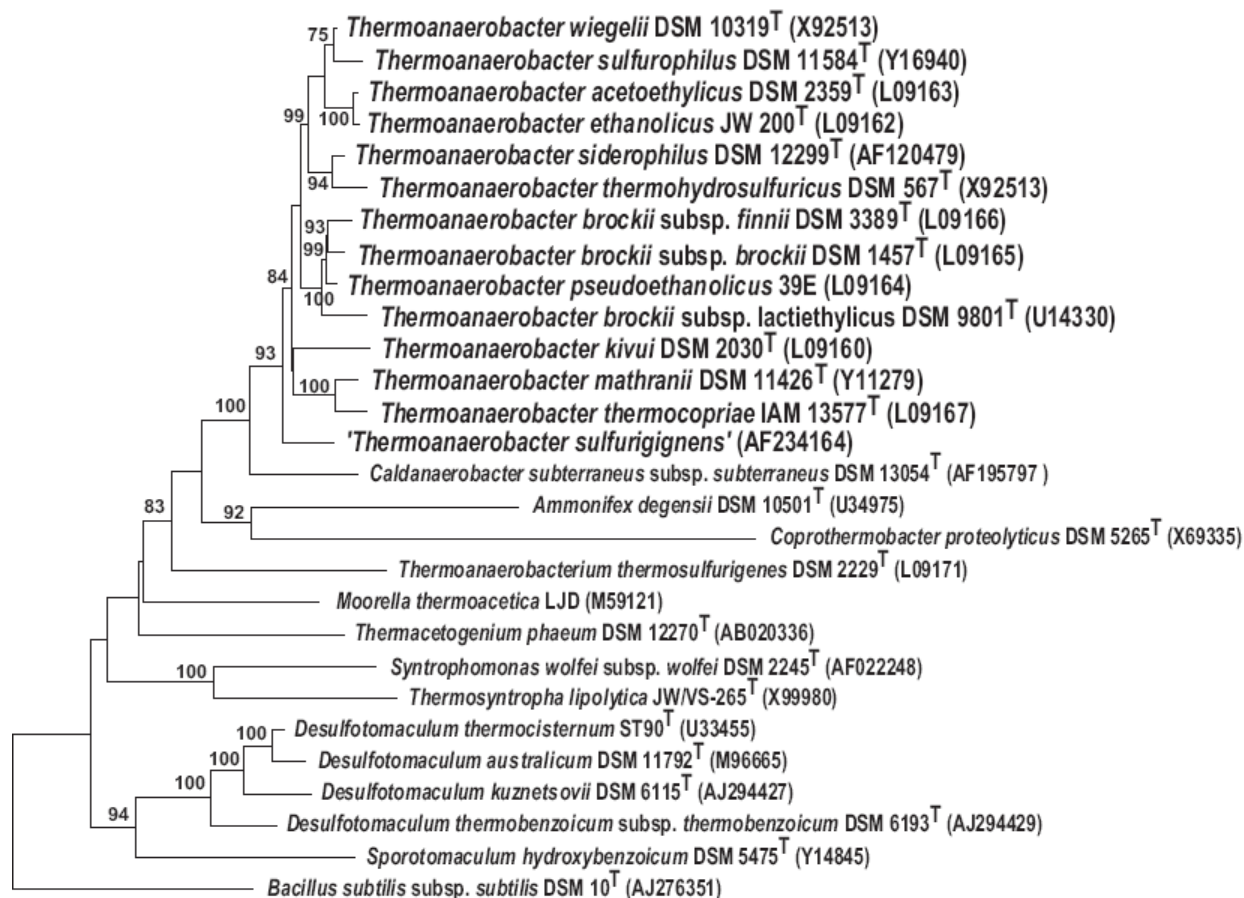 75 Thermoanaerobacter wiegelii DSM 10319T (X92513)
Thermoanaerobacter sulfurophilus DSM 11584T (Y16940)
Thermoanaerobacter acetoethylicus DSM 2359T (L09163)
99 100 Thermoanaerobacter ethanolicus JW 200T (L09162)
Thermoanaerobacter siderophilus DSM 12299T (AF120479)
94 Thermoanaerobacter thermohydrosulfuricus DSM 567T (X92513)
93 Thermoanaerobacter brockii subsp. finnii DSM 3389T (L09166)
99 Thermoanaerobacter brockii subsp. brockii DSM 1457T (L09165)
84 Thermoanaerobacter pseudoethanolicus 39E (L09164)
100 Thermoanaerobacter brockii subsp. lactiethylicus DSM 9801T (U14330)
93 Thermoanaerobacter kivui DSM 2030T (L09160)
100 Thermoanaerobacter mathranii DSM 11426T (Y11279)
100 Thermoanaerobacter thermocopriae IAM 13577T (L09167)
'Thermoanaerobacter sulfurigignens' (AF234164)
Caldanaerobacter subterraneus subsp. subterraneus DSM 13054T (AF195797 )
83 92 Ammonifex degensii DSM 10501T (U34975)
Coprothermobacter proteolyticus DSM 5265T (X69335)
Thermoanaerobacterium thermosulfurigenes DSM 2229T (L09171)
Moorella thermoacetica LJD (M59121)
Thermacetogenium phaeum DSM 12270T (AB020336)
100 Syntrophomonas wolfei subsp. wolfei DSM 2245T (AF022248)
Thermosyntropha lipolytica JW/VS-265T (X99980)
100 Desulfotomaculum thermocisternum ST90T (U33455)
100 Desulfotomaculum australicum DSM 11792T (M96665)
100 Desulfotomaculum kuznetsovii DSM 6115T (AJ294427)
94 Desulfotomaculum thermobenzoicum subsp. thermobenzoicum DSM 6193T (AJ294429)
Sporotomaculum hydroxybenzoicum DSM 5475T (Y14845)
Bacillus subtilis subsp. subtilis DSM 10T (AJ276351)